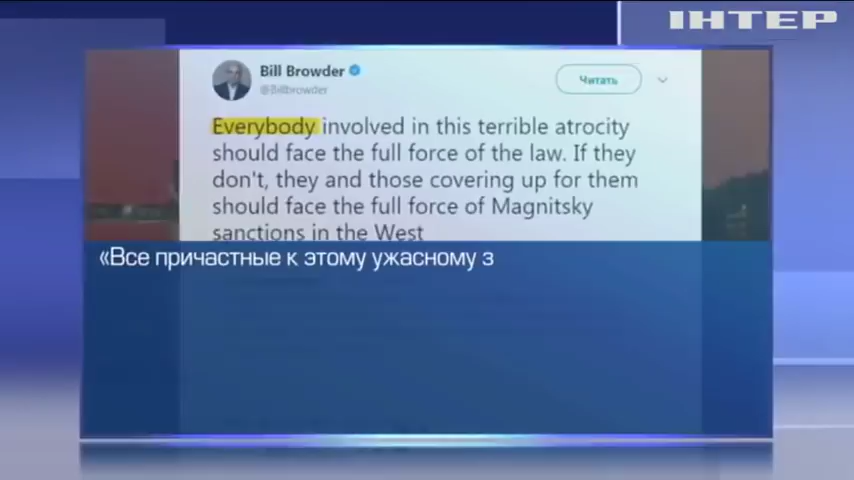 ІНТЕР
Bill Browder
@Billbrowder
Читать
Everybody involved in this terrible atrocity
should face the full force of the law. If they
don't, they and those covering up for them
should face the full force of Magnitsky
sanctions in the West
«Все причастные к этому ужасному з